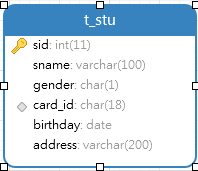 t_stu
sid: int(11)
sname: varchar(100)
gender: char(1)
card_id: char(18)
birthday: date
address: varchar(200)